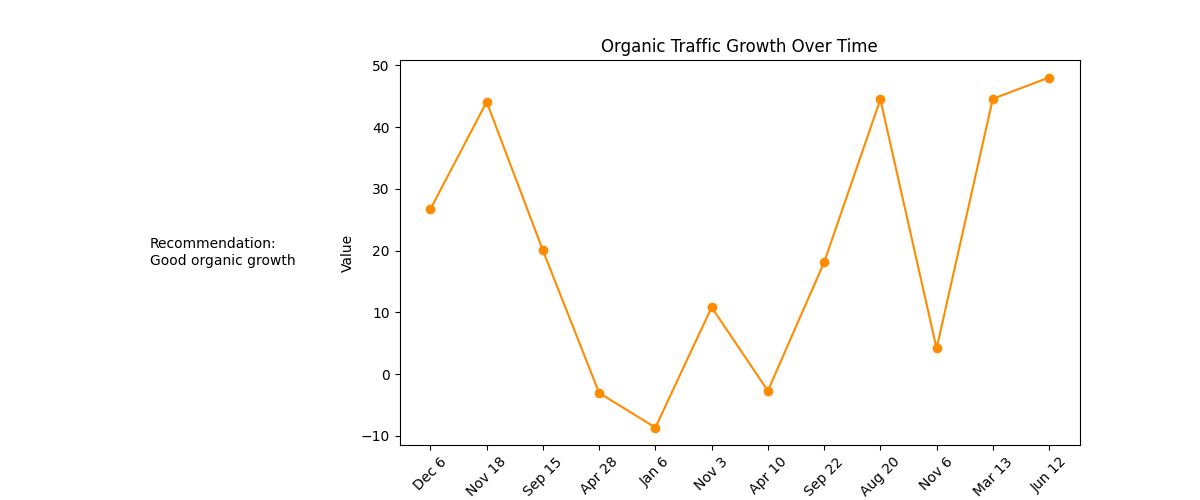 Organic Traffic Growth Over Time
Recommendation:
Good organic growth
Value
50
40
30
20
10
0
−10
Dec 6
Nov 18
Sep 15
Apr 28
Jan 6
Nov 3
Apr 10
Sep 22
Aug 20
Nov 6
Mar 13
Jun 12